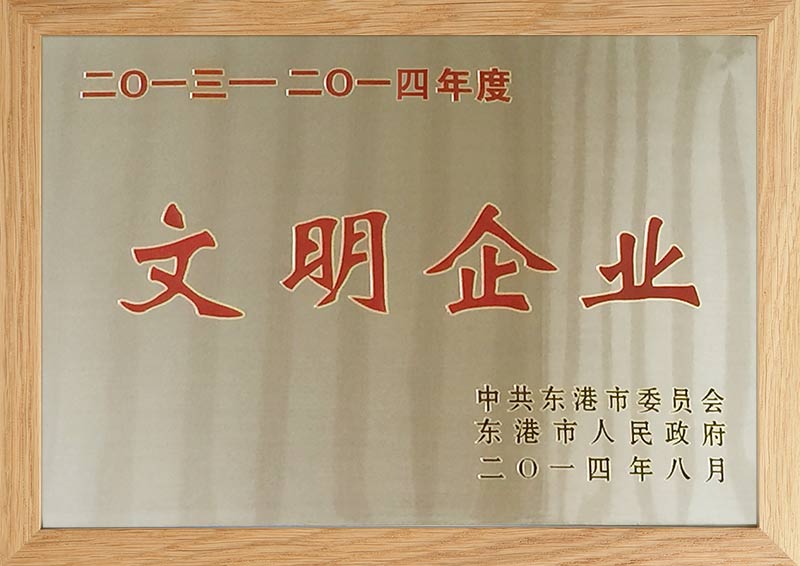 二〇一三一二〇一四年度
文明企业
中共东港市委员会
东港市人民政府
二〇一四年八月